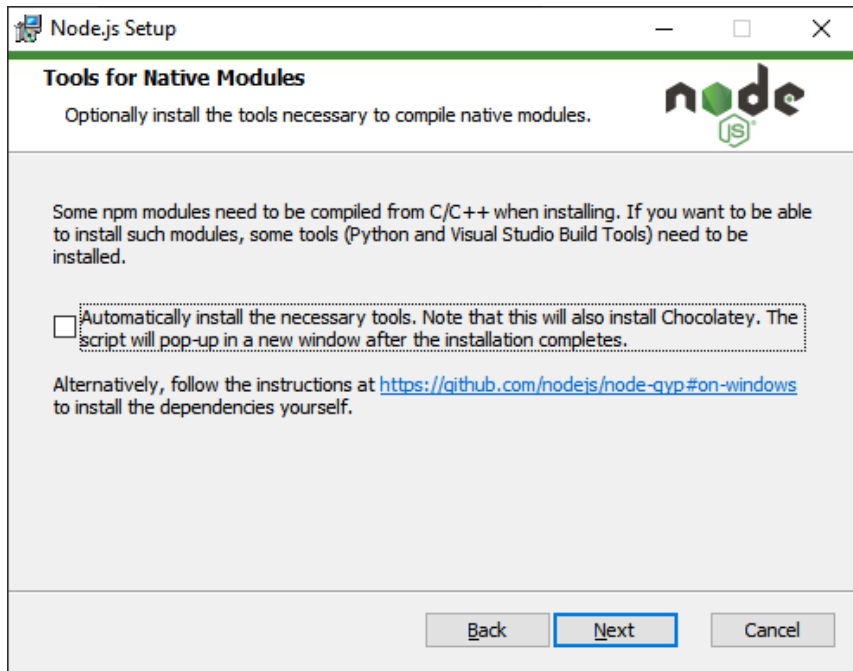 Node.js Setup
Tools for Native Modules
Optionally install the tools necessary to compile native modules.
node
JS
Some npm modules need to be compiled from C/C++ when installing. If you want to be able
to install such modules, some tools (Python and Visual Studio Build Tools) need to be
installed.
Automatically install the necessary tools. Note that this will also install Chocolatey. The
script will pop-up in a new window after the installation completes.
Alternatively, follow the instructions at https://github.com/nodejs/node-gyp#on-windows
to install the dependencies yourself.
Back Next Cancel